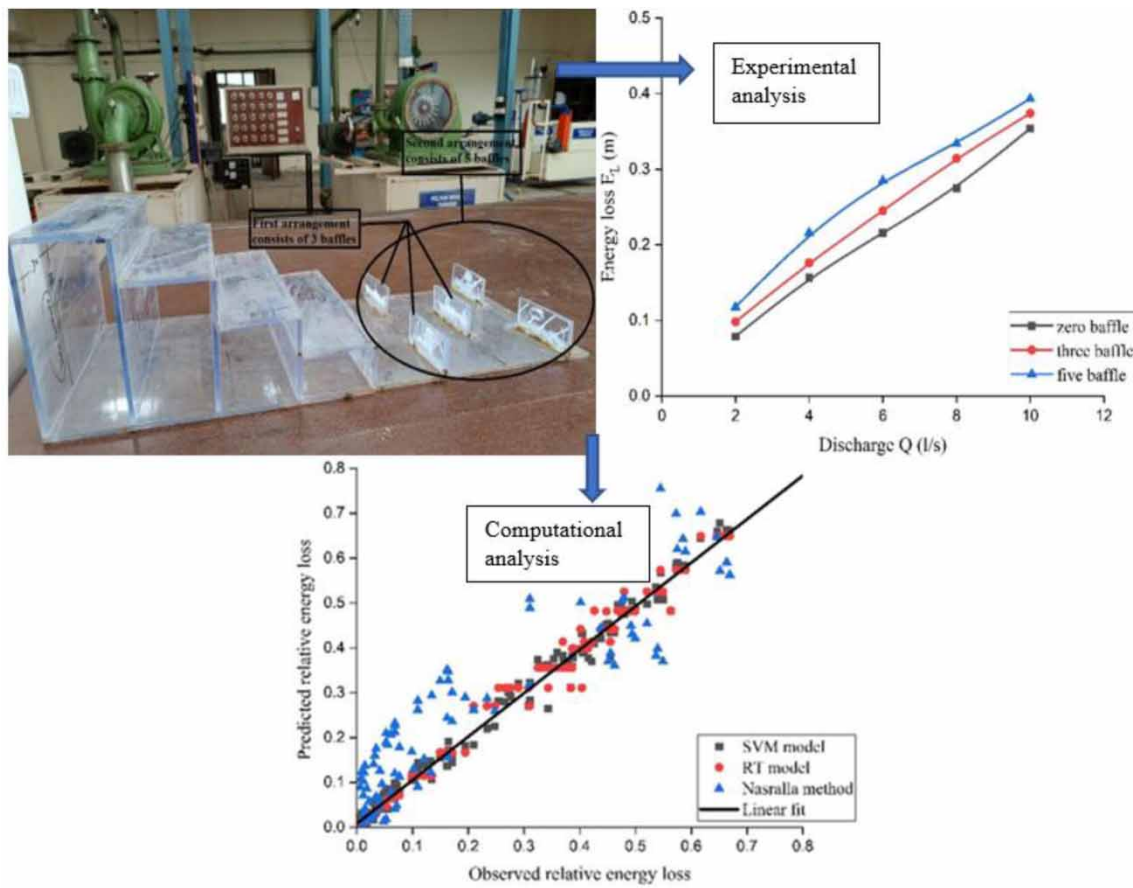 Second arrangement
consists of 5 baffles
First arrangement
consists of 3 baffles
Experimental
analysis
0.5
0.4
0.3
0.2
0.1
0.0
Energy loss E_L (m)
zero baffle
three baffle
five baffle
0 2 4 6 8 10 12
Discharge Q (l/s)
Computational
analysis
0.8
0.7
0.6
0.5
0.4
0.3
0.2
0.1
0.0
Predicted relative energy loss
SVM model
RT model
Nasralla method
Linear fit
0.0 0.1 0.2 0.3 0.4 0.5 0.6 0.7 0.8
Observed relative energy loss